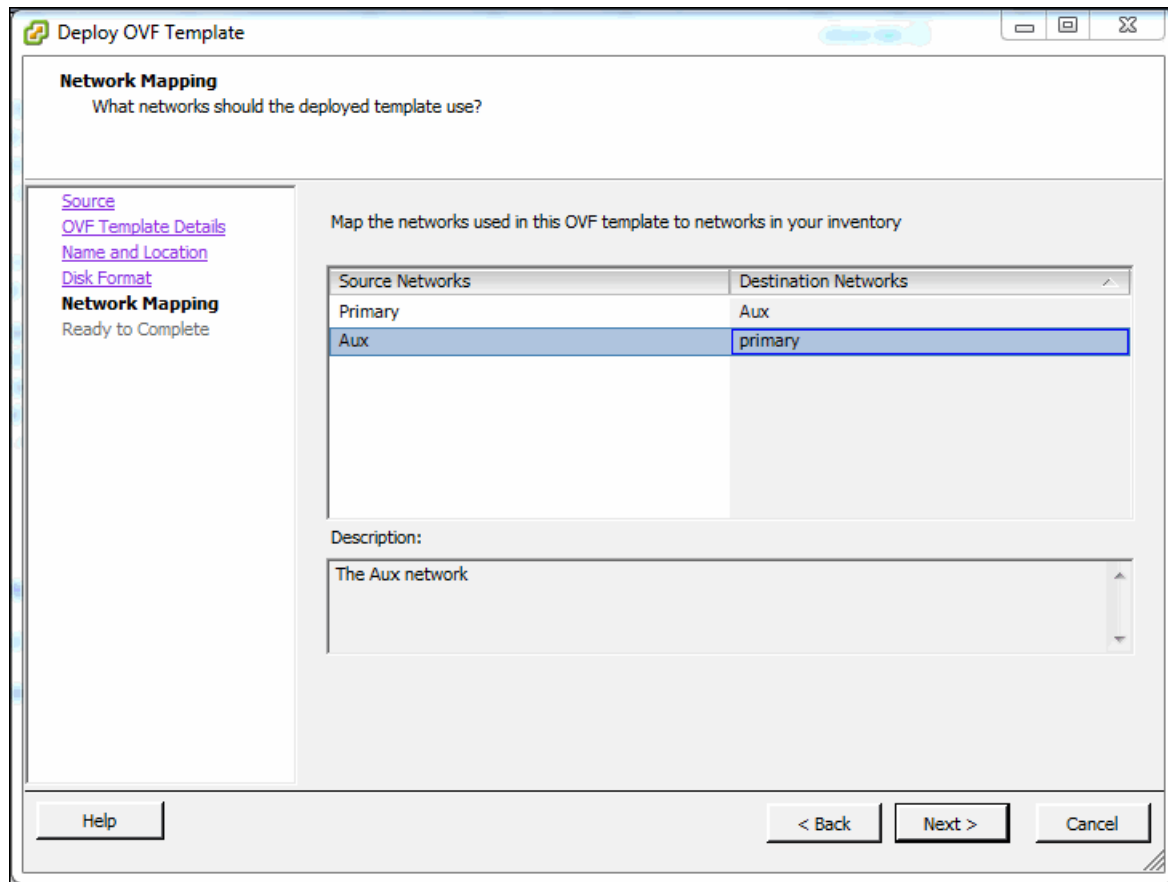 Deploy OVF Template
Network Mapping
What networks should the deployed template use?
Source
OVF Template Details
Name and Location
Disk Format
Network Mapping
Ready to Complete
Map the networks used in this OVF template to networks in your inventory
Source Networks Destination Networks
Primary Aux
Aux primary
Description:
The Aux network
Help < Back Next > Cancel